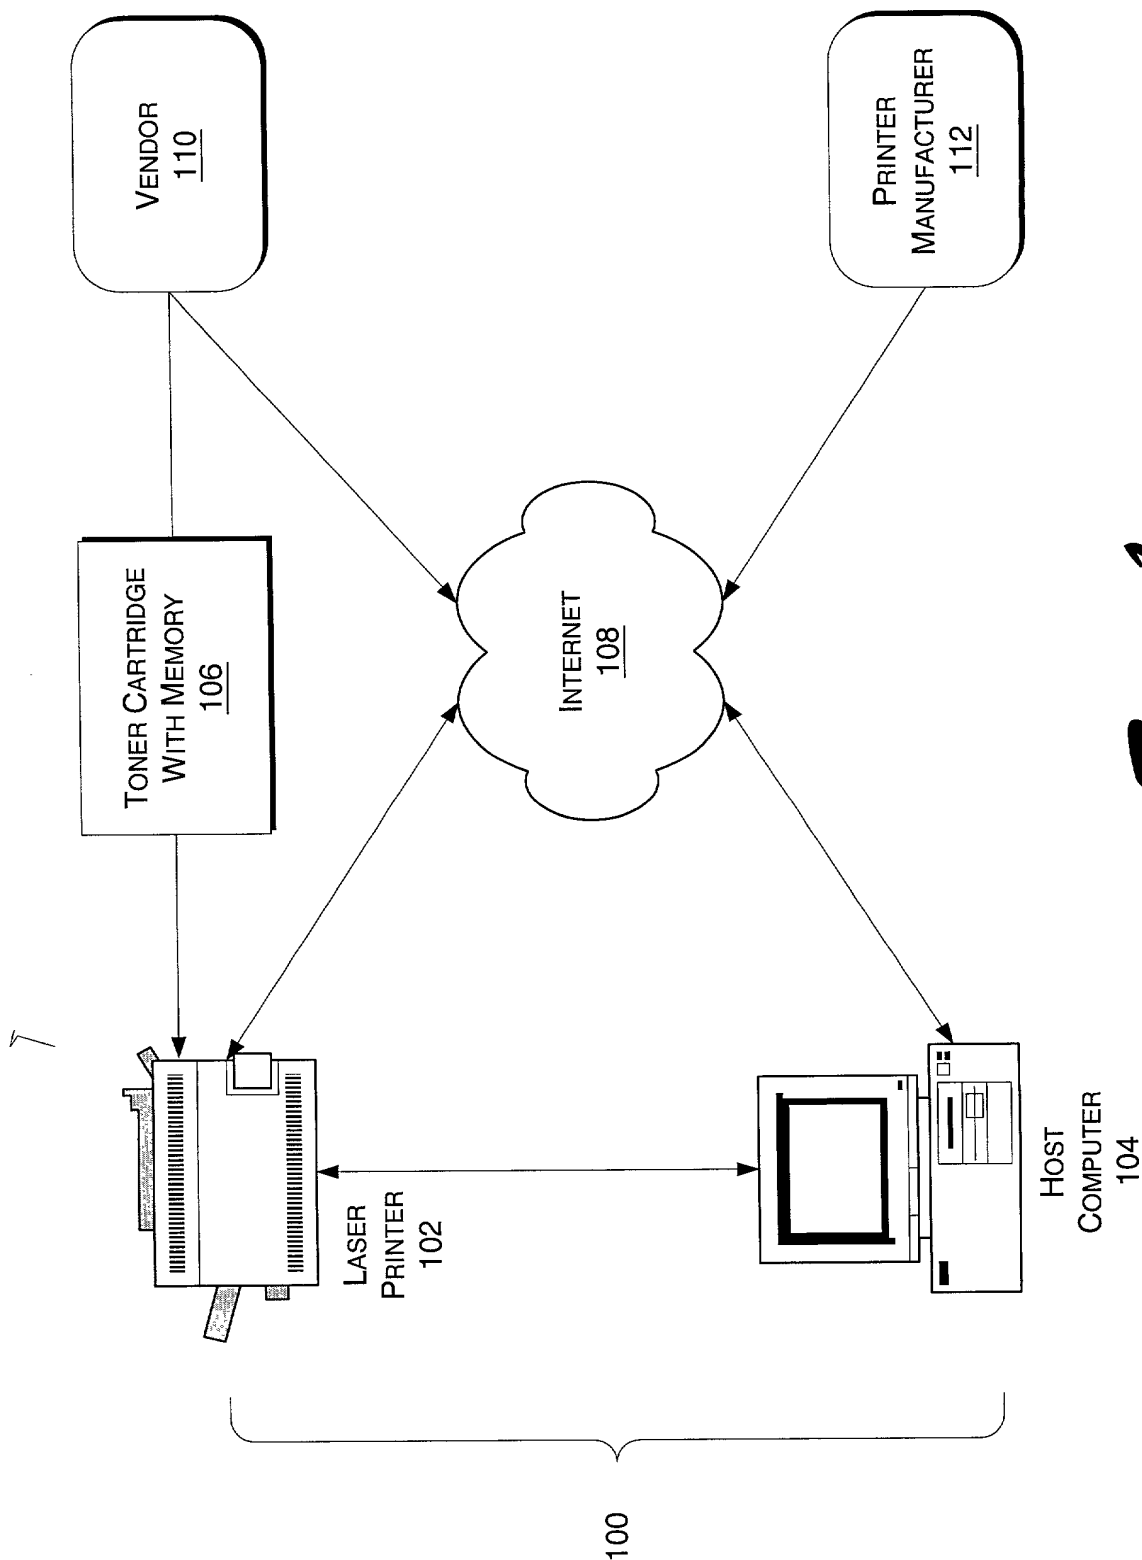 TONER CARTRIDGE
WITH MEMORY
106
VENDOR
110
LASER
PRINTER
102
INTERNET
108
100
PRINTER
MANUFACTURER
112
HOST
COMPUTER
104